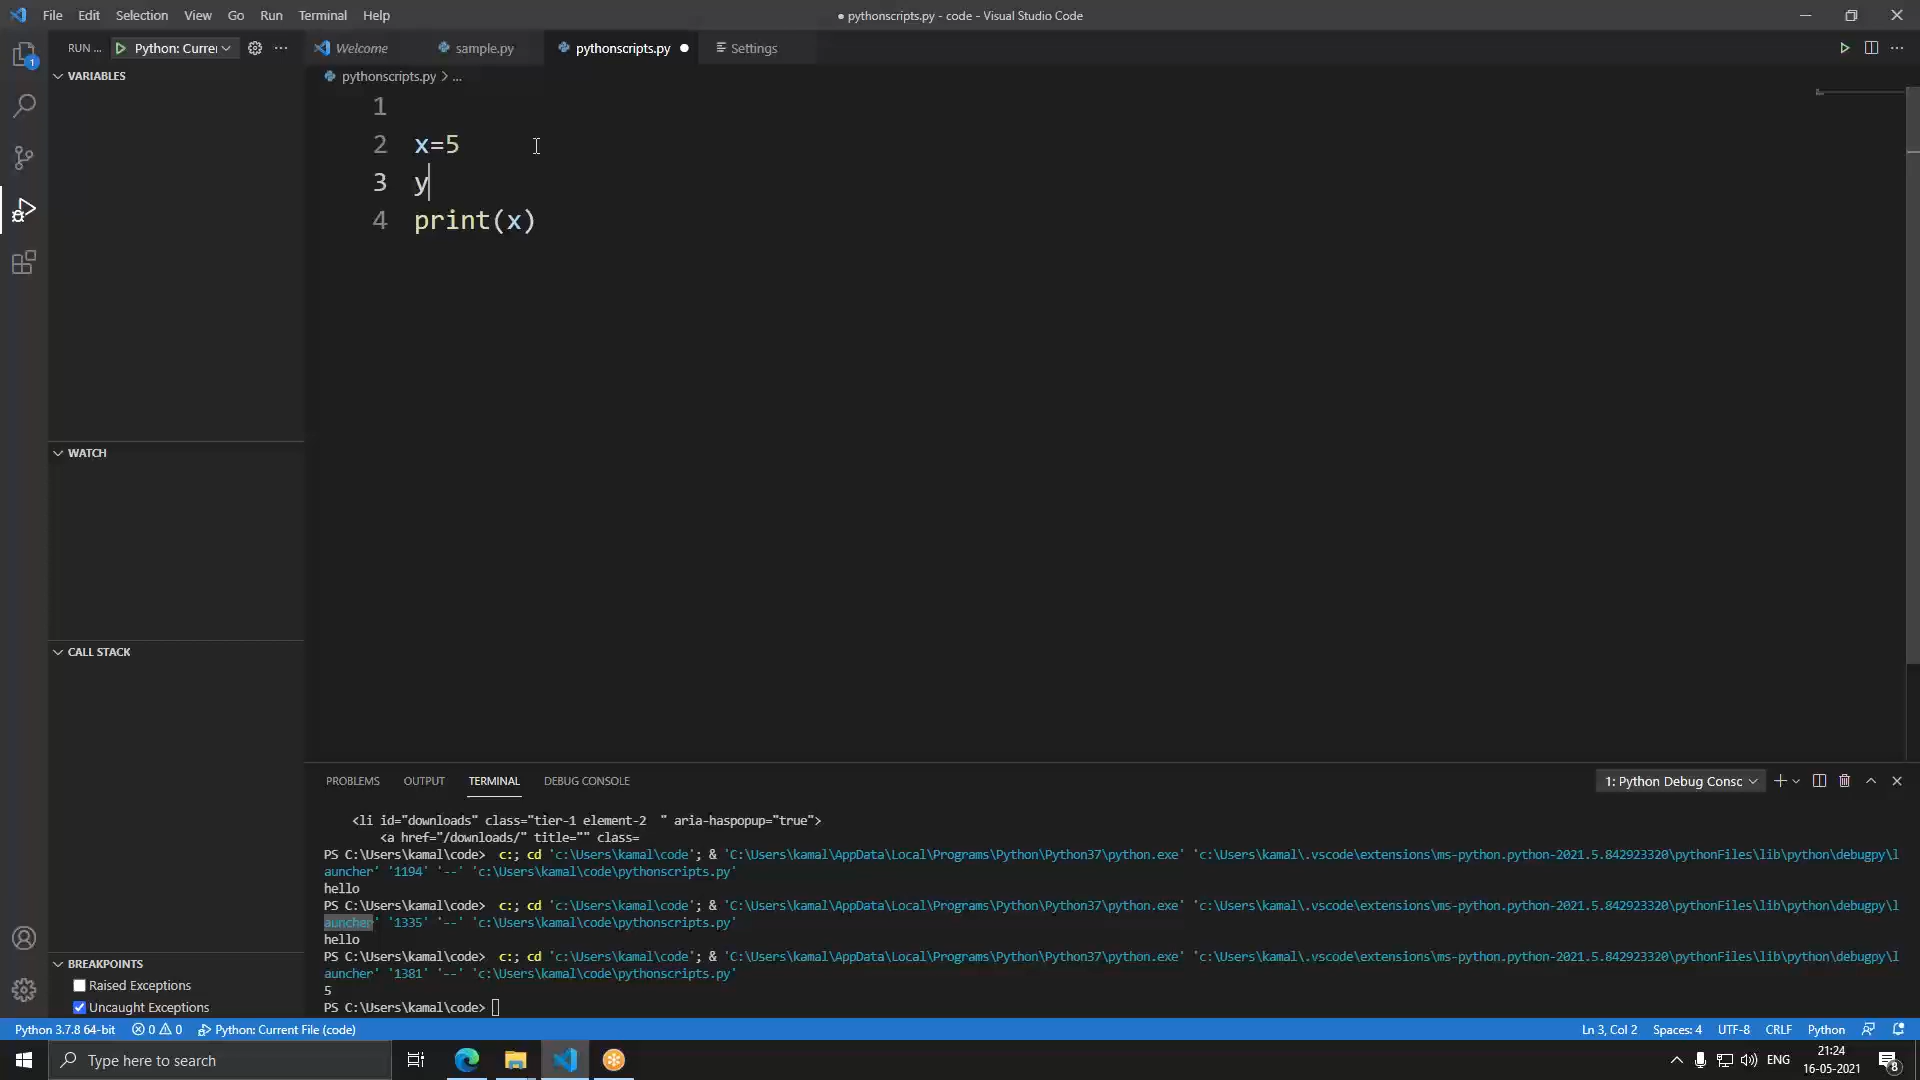 File Edit Selection View Go Run Terminal Help
● pythonscripts.py - code - Visual Studio Code
RUN ... Python: Currer
Welcome sample.py pythonscripts.py ● Settings
VARIABLES
pythonscripts.py > ...
1
2 x=5
3 y
4 print(x)
WATCH
CALL STACK
BREAKPOINTS
Raised Exceptions
Uncaught Exceptions
PROBLEMS OUTPUT TERMINAL DEBUG CONSOLE
1: Python Debug Consc
<li id="downloads" class="tier-1 element-2  " aria-haspopup="true">
<a href="/downloads/" title="" class=
PS C:\Users\kamal\code>  c:; cd 'c:\Users\kamal\code'; & 'C:\Users\kamal\AppData\Local\Programs\Python\Python37\python.exe' 'c:\Users\kamal\.vscode\extensions\ms-python.python-2021.5.842923320\pythonFiles\lib\python\debugpy\l
auncher' '1194' '--' 'c:\Users\kamal\code\pythonscripts.py'
hello
PS C:\Users\kamal\code>  c:; cd 'c:\Users\kamal\code'; & 'C:\Users\kamal\AppData\Local\Programs\Python\Python37\python.exe' 'c:\Users\kamal\.vscode\extensions\ms-python.python-2021.5.842923320\pythonFiles\lib\python\debugpy\l
auncher' '1335' '--' 'c:\Users\kamal\code\pythonscripts.py'
hello
PS C:\Users\kamal\code>  c:; cd 'c:\Users\kamal\code'; & 'C:\Users\kamal\AppData\Local\Programs\Python\Python37\python.exe' 'c:\Users\kamal\.vscode\extensions\ms-python.python-2021.5.842923320\pythonFiles\lib\python\debugpy\l
auncher' '1381' '--' 'c:\Users\kamal\code\pythonscripts.py'
5
PS C:\Users\kamal\code>
Python 3.7.8 64-bit 0 0 Python: Current File (code)
Ln 3, Col 2 Spaces: 4 UTF-8 CRLF Python
Type here to search
ENG
21:24
16-05-2021
8
1